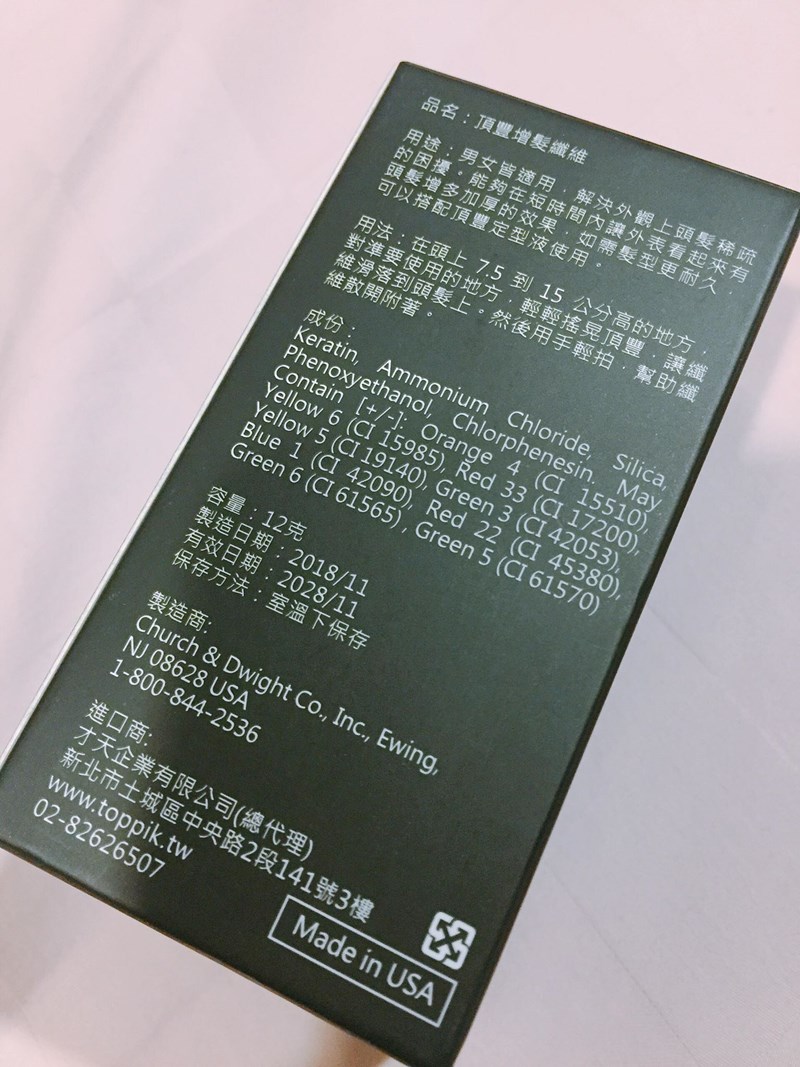 品名：頂豐增髮纖維
用途：男女皆適用，解決外觀上頭髮稀疏
的困擾。能夠在短時間內讓外表看起來有
頭髮增多加厚的效果，如需髮型更耐久，
可以搭配頂豐定型液使用。
用法：在頭上 7.5 到 15 公分高的地方，
對準要使用的地方，輕輕搖晃頂豐，讓纖
維滑落到頭髮上。然後用手輕拍，幫助纖
維散開附著。
成份：
Keratin, Ammonium Chloride, Silica,
Phenoxyethanol, Chlorphenesin. May
Contain [+/-]: Orange 4 (CI 15510),
Yellow 6 (CI 15985), Red 33 (CI 17200),
Yellow 5 (CI 19140), Green 3 (CI 42053),
Blue 1 (CI 42090), Red 22 (CI 45380),
Green 6 (CI 61565) , Green 5 (CI 61570)
容量：12克
製造日期：2018/11
有效日期：2028/11
保存方法：室溫下保存
製造商:
Church & Dwight Co., Inc., Ewing,
NJ 08628 USA
1-800-844-2536
進口商:
才天企業有限公司(總代理)
新北市土城區中央路2段141號3樓
www.toppik.tw
02-82626507
Made in USA